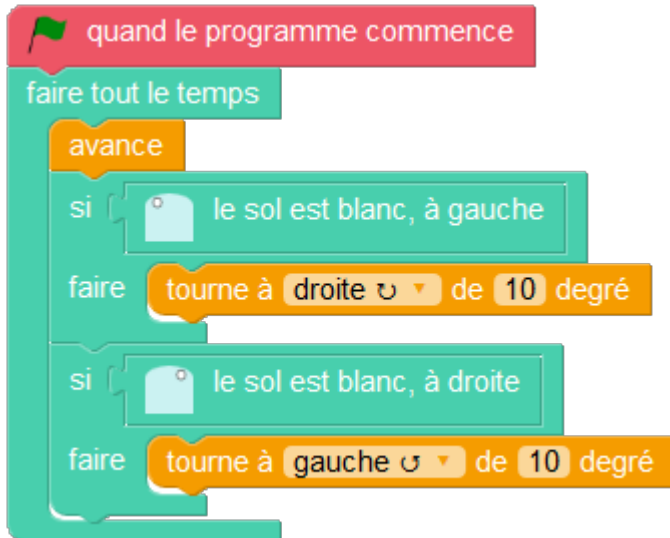 quand le programme commence
faire tout le temps
avance
si le sol est blanc, à gauche
faire tourne à droite ↻ de 10 degré
si le sol est blanc, à droite
faire tourne à gauche ↺ de 10 degré